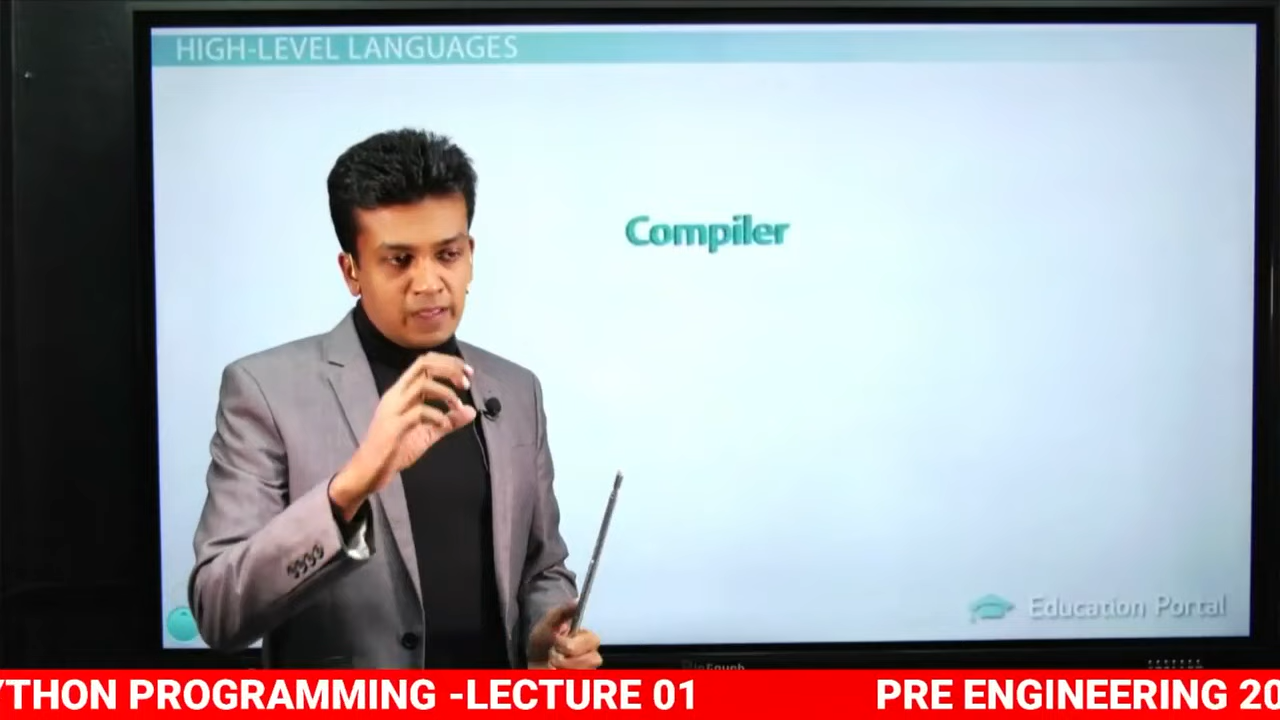 HIGH-LEVEL LANGUAGES
Compiler
Education Portal
YTHON PROGRAMMING -LECTURE 01 PRE ENGINEERING 20